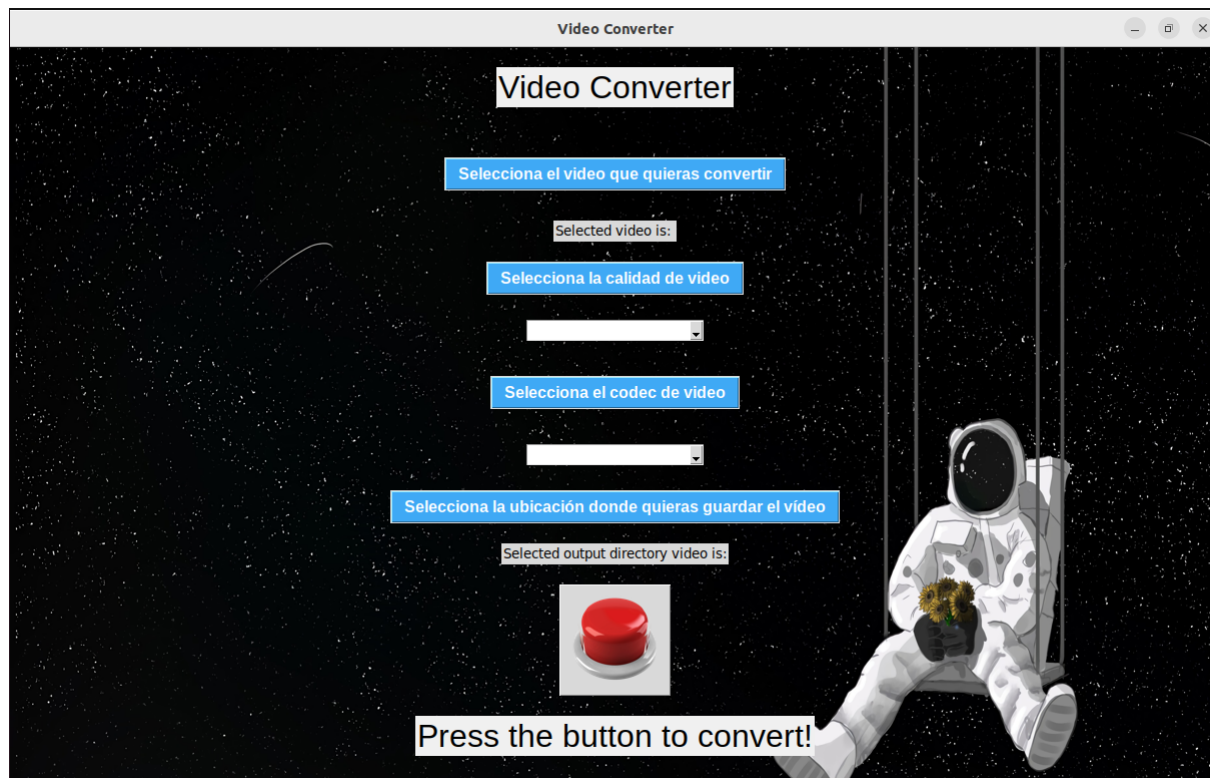 Video Converter
Video Converter
Selecciona el video que quieras convertir
Selected video is:
Selecciona la calidad de video
Selecciona el codec de video
Selecciona la ubicación donde quieras guardar el vídeo
Selected output directory video is:
Press the button to convert!